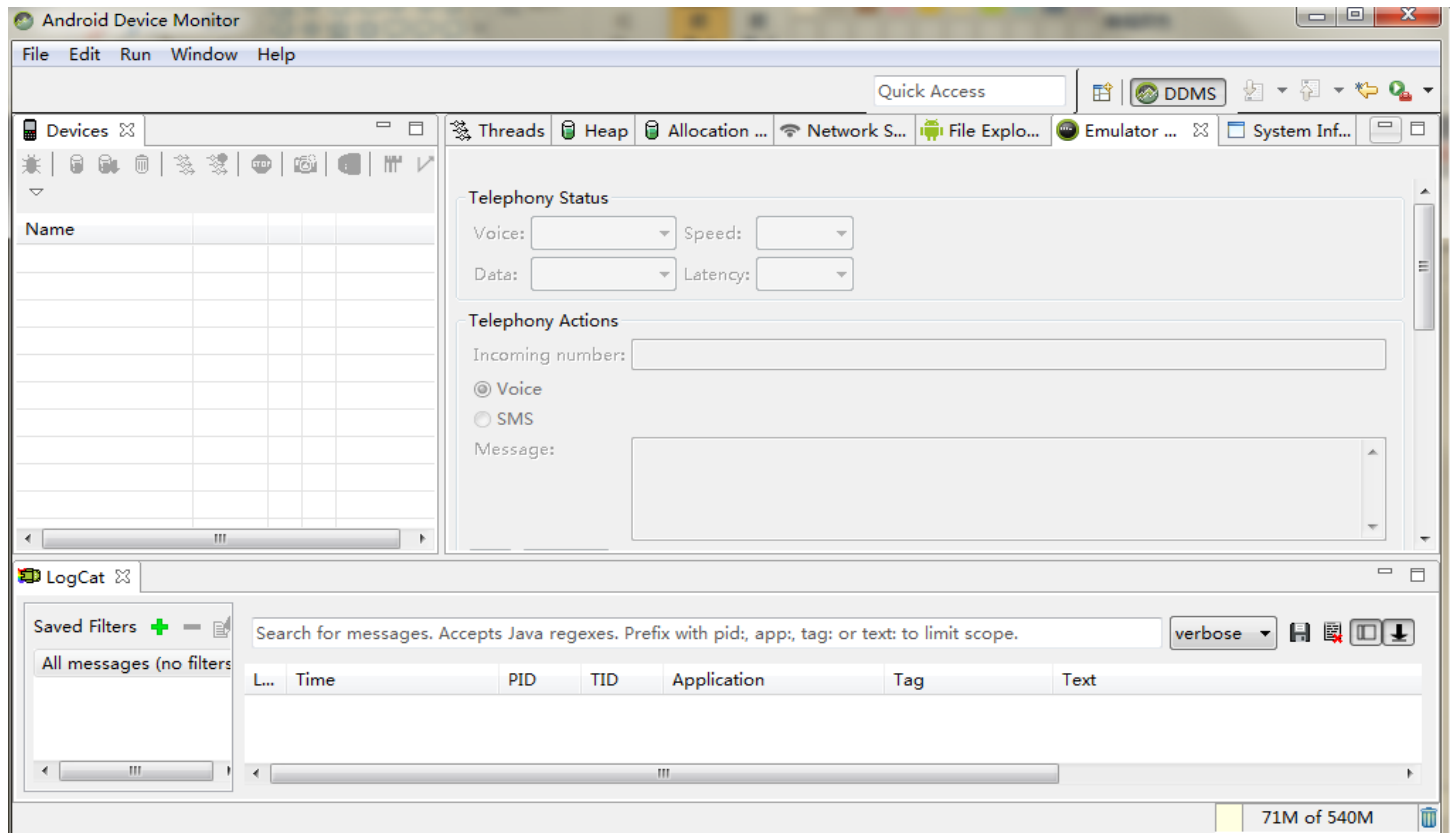 Android Device Monitor
File Edit Run Window Help
Quick Access
DDMS
Devices
Threads Heap Allocation ... Network S... File Explo... Emulator ... System Inf...
STOP
Name
Telephony Status
Voice: Speed:
Data: Latency:
Telephony Actions
Incoming number:
Voice
SMS
Message:
LogCat
Saved Filters
All messages (no filters
Search for messages. Accepts Java regexes. Prefix with pid:, app:, tag: or text: to limit scope.
verbose
L... Time PID TID Application Tag Text
71M of 540M